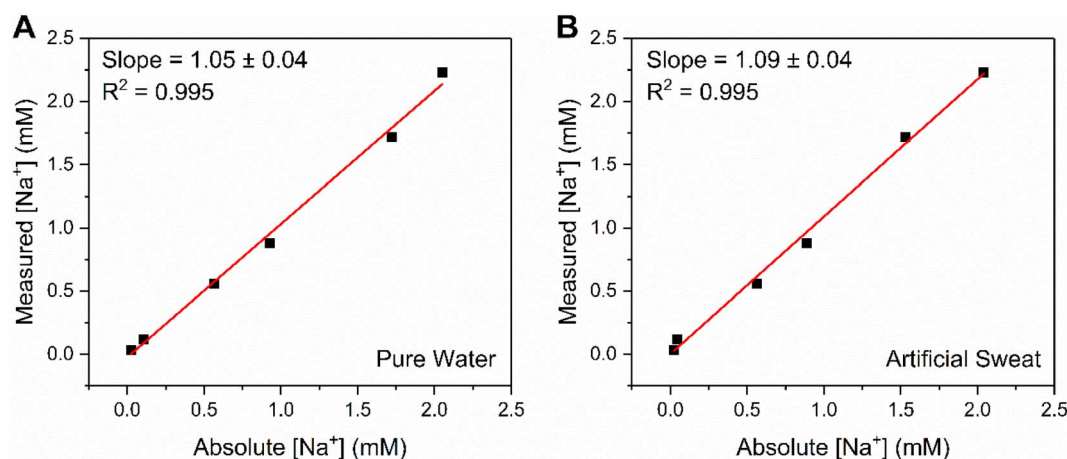 A
Slope = 1.05 ± 0.04
R² = 0.995
2.5
2.0
1.5
1.0
0.5
0.0
Measured [Na⁺] (mM)
Pure Water
0.0 0.5 1.0 1.5 2.0 2.5
Absolute [Na⁺] (mM)
B
Slope = 1.09 ± 0.04
R² = 0.995
2.5
2.0
1.5
1.0
0.5
0.0
Measured [Na⁺] (mM)
Artificial Sweat
0.0 0.5 1.0 1.5 2.0 2.5
Absolute [Na⁺] (mM)